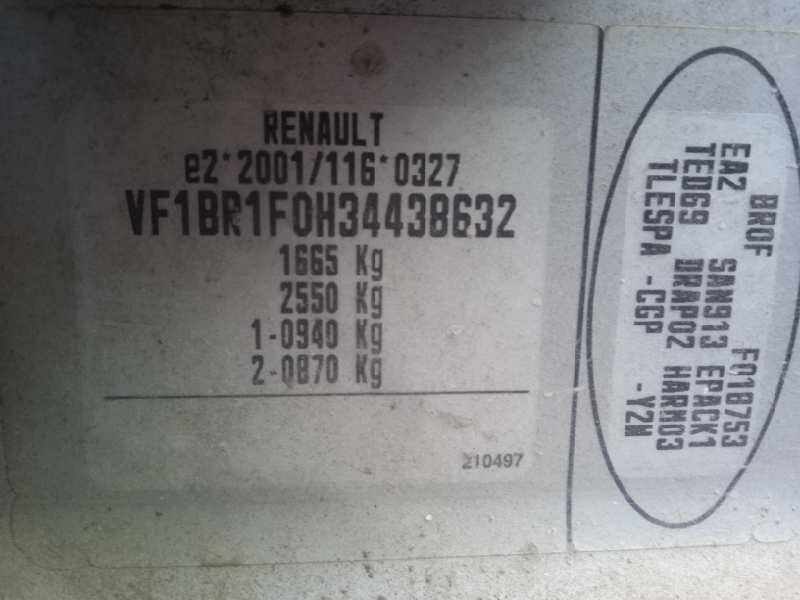 RENAULT
e2*2001/116*0327
VF1BR1F0H34438632
1665 Kg
2550 Kg
1-0940 Kg
2-0870 Kg
210497
BR0F F018753
EA2 SAN913 EPACK1
TED69 DRAP02 HARM03
TLESPA -CGP -Y2W